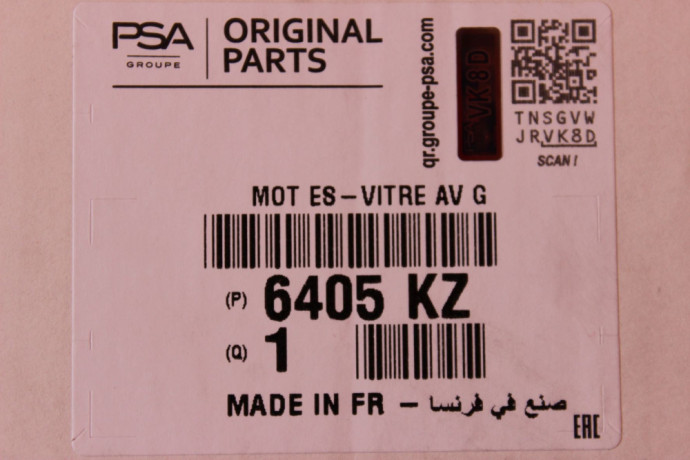 PSA
GROUPE
ORIGINAL
PARTS
qr.groupe-psa.com
VK8D
TNSGVW
JRVK8D
SCAN!
MOT ES-VITRE AV G
(P) 6405 KZ
(Q) 1
MADE IN FR - صنع في فرنسا
EAC